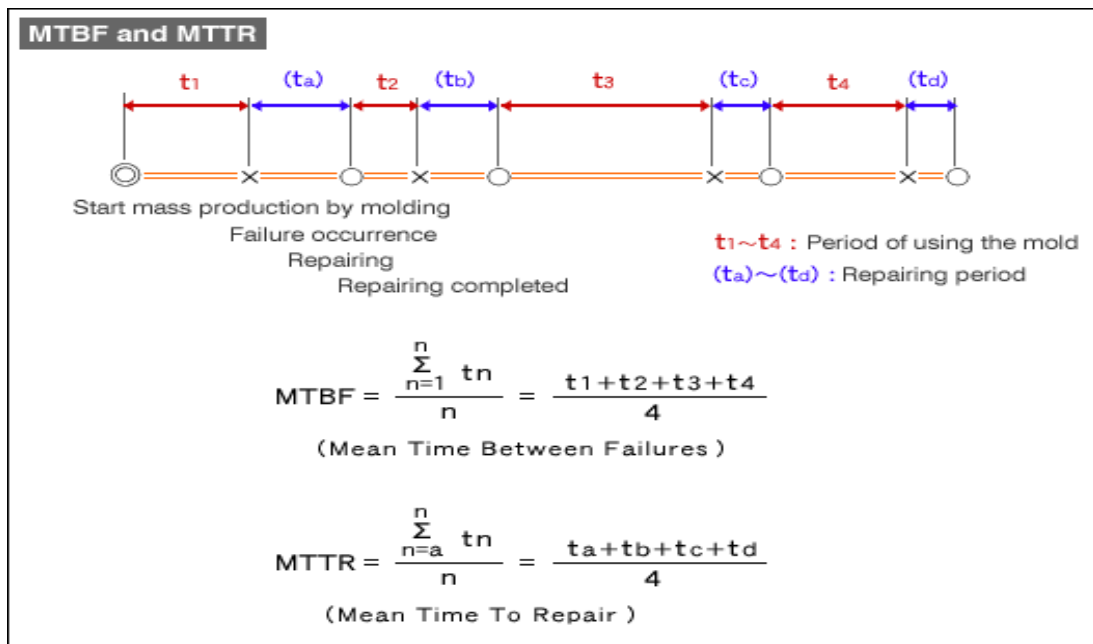 MTBF and MTTR
t1 (ta) t2 (tb) t3 (tc) t4 (td)
Start mass production by molding
Failure occurrence
Repairing
Repairing completed
t1~t4 : Period of using the mold
(ta)~(td) : Repairing period
n
MTBF = Σ tn / n = t1+t2+t3+t4 / 4
n=1
(Mean Time Between Failures)
n
MTTR = Σ tn / n = ta+tb+tc+td / 4
n=a
(Mean Time To Repair)